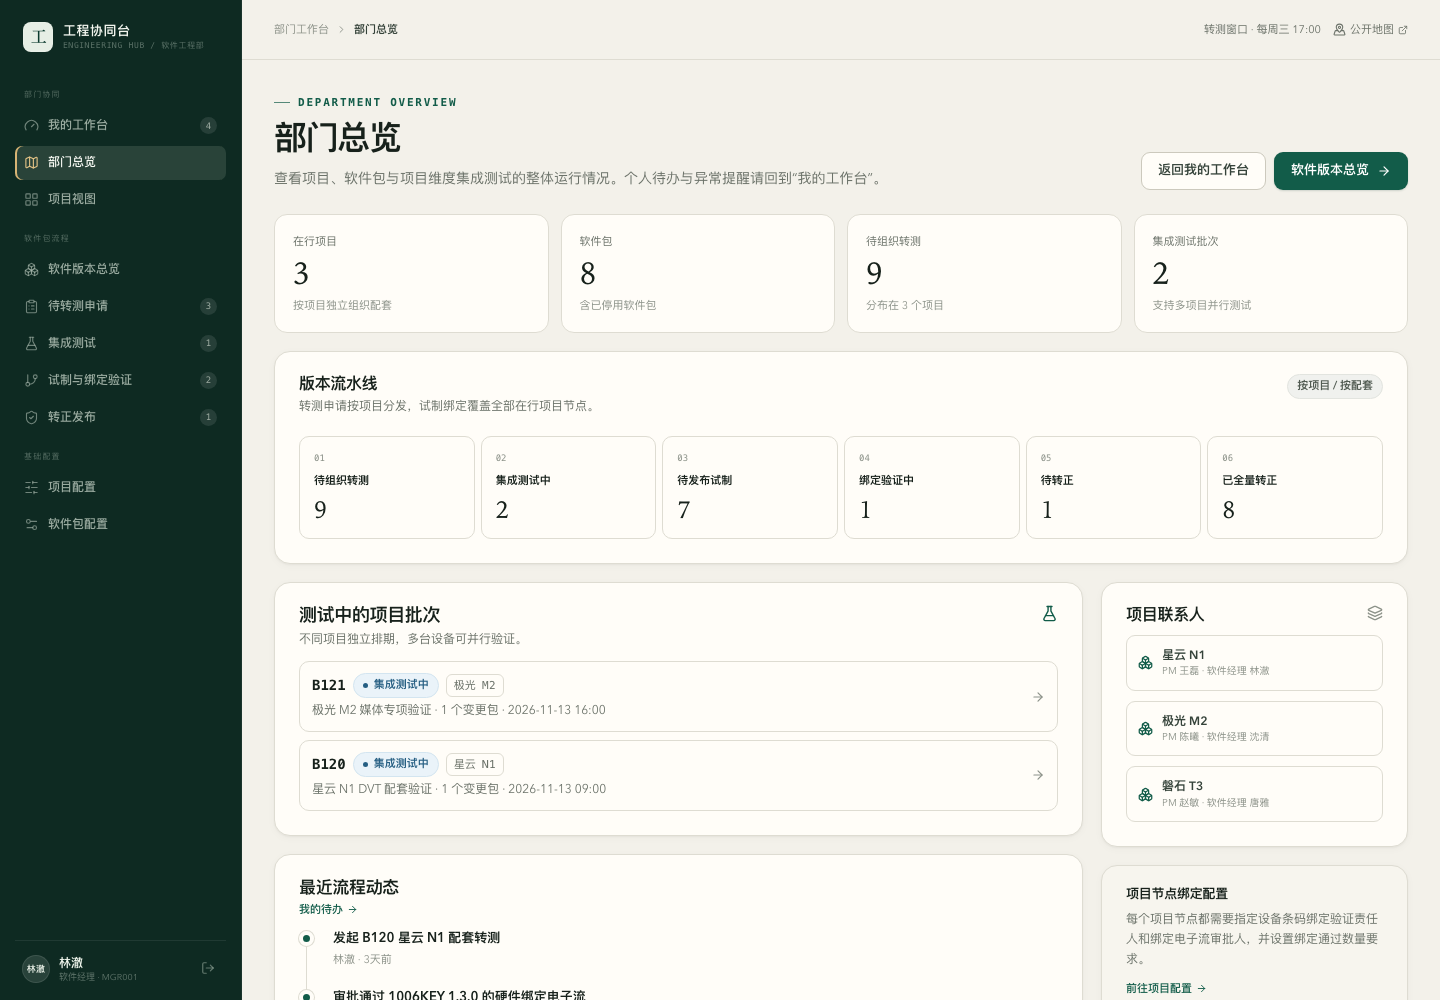 工
工程协同台
ENGINEERING HUB / 软件工程部
部门协同
我的工作台 4
部门总览
项目视图
软件包流程
软件版本总览
待转测申请 3
集成测试 1
试制与绑定验证 2
转正发布 1
基础配置
项目配置
软件包配置
林澈
林澈
软件经理 · MGR001
部门工作台 > 部门总览
转测窗口 · 每周三 17:00 公开地图
DEPARTMENT OVERVIEW
部门总览
查看项目、软件包与项目维度集成测试的整体运行情况。个人待办与异常提醒请回到“我的工作台”。
返回我的工作台
软件版本总览 →
在行项目
3
按项目独立组织配套
软件包
8
含已停用软件包
待组织转测
9
分布在 3 个项目
集成测试批次
2
支持多项目并行测试
版本流水线
转测申请按项目分发，试制绑定覆盖全部在行项目节点。
按项目 / 按配套
01
待组织转测
9
02
集成测试中
2
03
待发布试制
7
04
绑定验证中
1
05
待转正
1
06
已全量转正
8
测试中的项目批次
不同项目独立排期，多台设备可并行验证。
B121 集成测试中 极光 M2
极光 M2 媒体专项验证 · 1 个变更包 · 2026-11-13 16:00
B120 集成测试中 星云 N1
星云 N1 DVT 配套验证 · 1 个变更包 · 2026-11-13 09:00
项目联系人
星云 N1
PM 王磊 · 软件经理 林澈
极光 M2
PM 陈曦 · 软件经理 沈清
磐石 T3
PM 赵敏 · 软件经理 唐雅
最近流程动态
我的待办 →
发起 B120 星云 N1 配套转测
林澈 · 3天前
审批通过 1006KEY 1.3.0 的硬件绑定电子流
项目节点绑定配置
每个项目节点都需要指定设备条码绑定验证责任
人和绑定电子流审批人，并设置绑定通过数量要
求。
前往项目配置 →